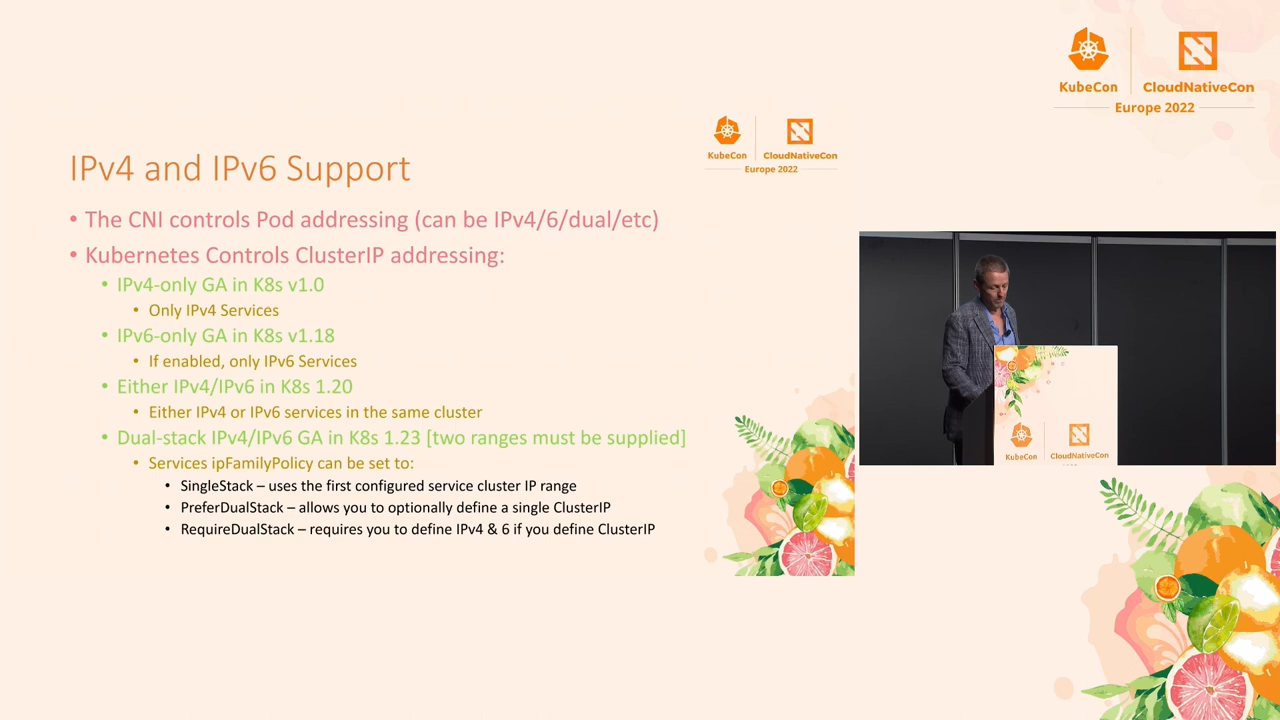 KubeCon
CloudNativeCon
Europe 2022
KubeCon
CloudNativeCon
Europe 2022
IPv4 and IPv6 Support
• The CNI controls Pod addressing (can be IPv4/6/dual/etc)
• Kubernetes Controls ClusterIP addressing:
• IPv4-only GA in K8s v1.0
• Only IPv4 Services
• IPv6-only GA in K8s v1.18
• If enabled, only IPv6 Services
• Either IPv4/IPv6 in K8s 1.20
• Either IPv4 or IPv6 services in the same cluster
• Dual-stack IPv4/IPv6 GA in K8s 1.23 [two ranges must be supplied]
• Services ipFamilyPolicy can be set to:
• SingleStack – uses the first configured service cluster IP range
• PreferDualStack – allows you to optionally define a single ClusterIP
• RequireDualStack – requires you to define IPv4 & 6 if you define ClusterIP
KubeCon
CloudNativeCon